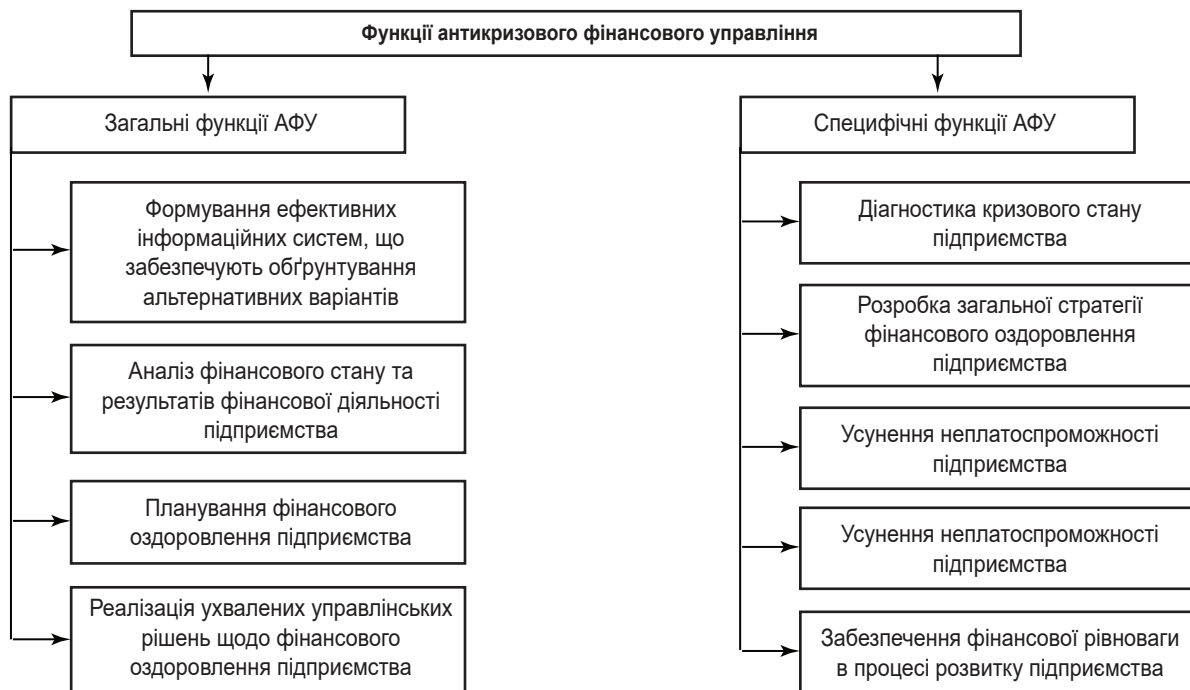 Функції антикризового фінансового управління
Загальні функції АФУ
Формування ефективних
інформаційних систем, що
забезпечують обґрунтування
альтернативних варіантів
Аналіз фінансового стану та
результатів фінансової діяльності
підприємства
Планування фінансового
оздоровлення підприємства
Реалізація ухвалених управлінських
рішень щодо фінансового
оздоровлення підприємства
Специфічні функції АФУ
Діагностика кризового стану
підприємства
Розробка загальної стратегії
фінансового оздоровлення
підприємства
Усунення неплатоспроможності
підприємства
Усунення неплатоспроможності
підприємства
Забезпечення фінансової рівноваги
в процесі розвитку підприємства